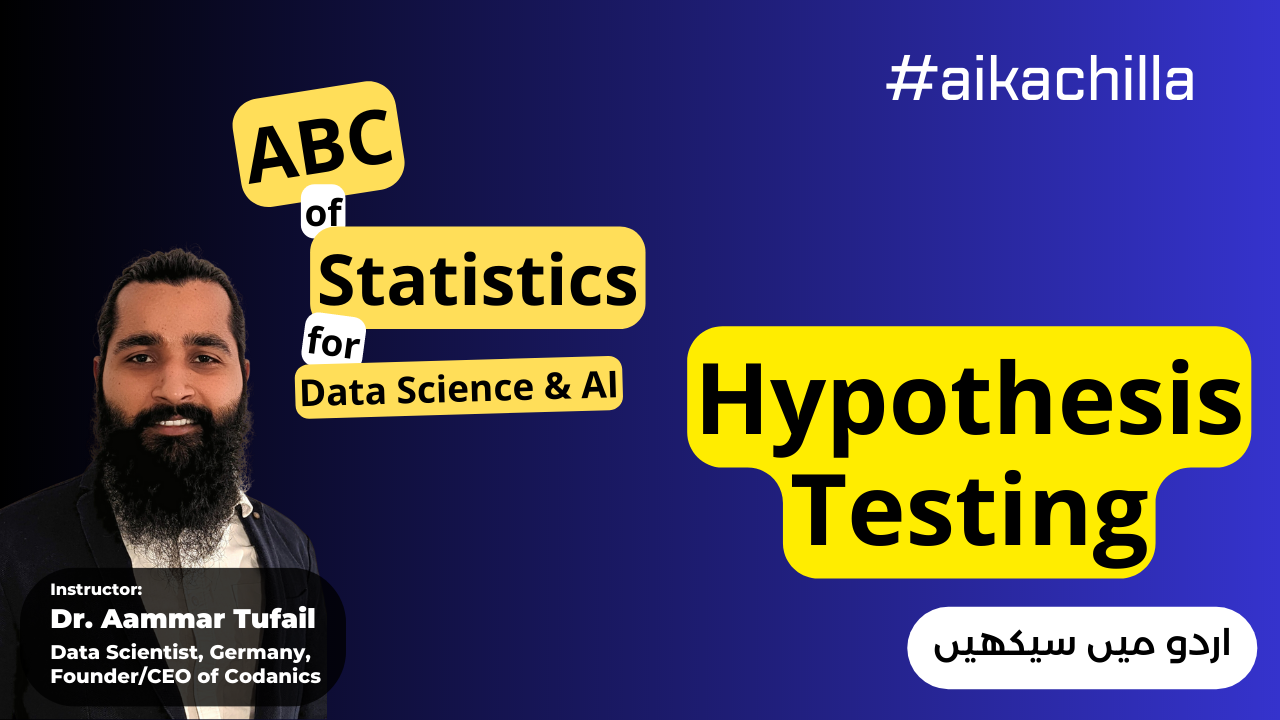 #aikachilla
ABC
of
Statistics
for
Data Science & AI
Hypothesis
Testing
اردو میں سیکھیں
Instructor:
Dr. Aammar Tufail
Data Scientist, Germany,
Founder/CEO of Codanics